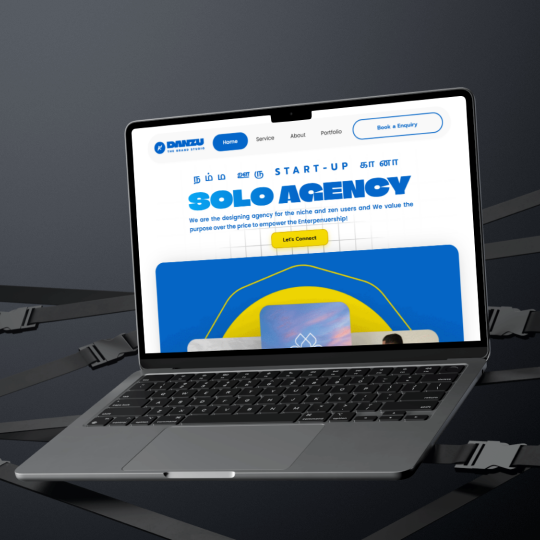 DANZU
THE BRAND STUDIO
Home
Service
About
Portfolio
Book a Enquiry
நம்ம ஊரு START-UP கானா
SOLO AGENCY
We are the designing agency for the niche and zen users and We value the
purpose over the price to empower the Enterpenuership!
Let's Connect